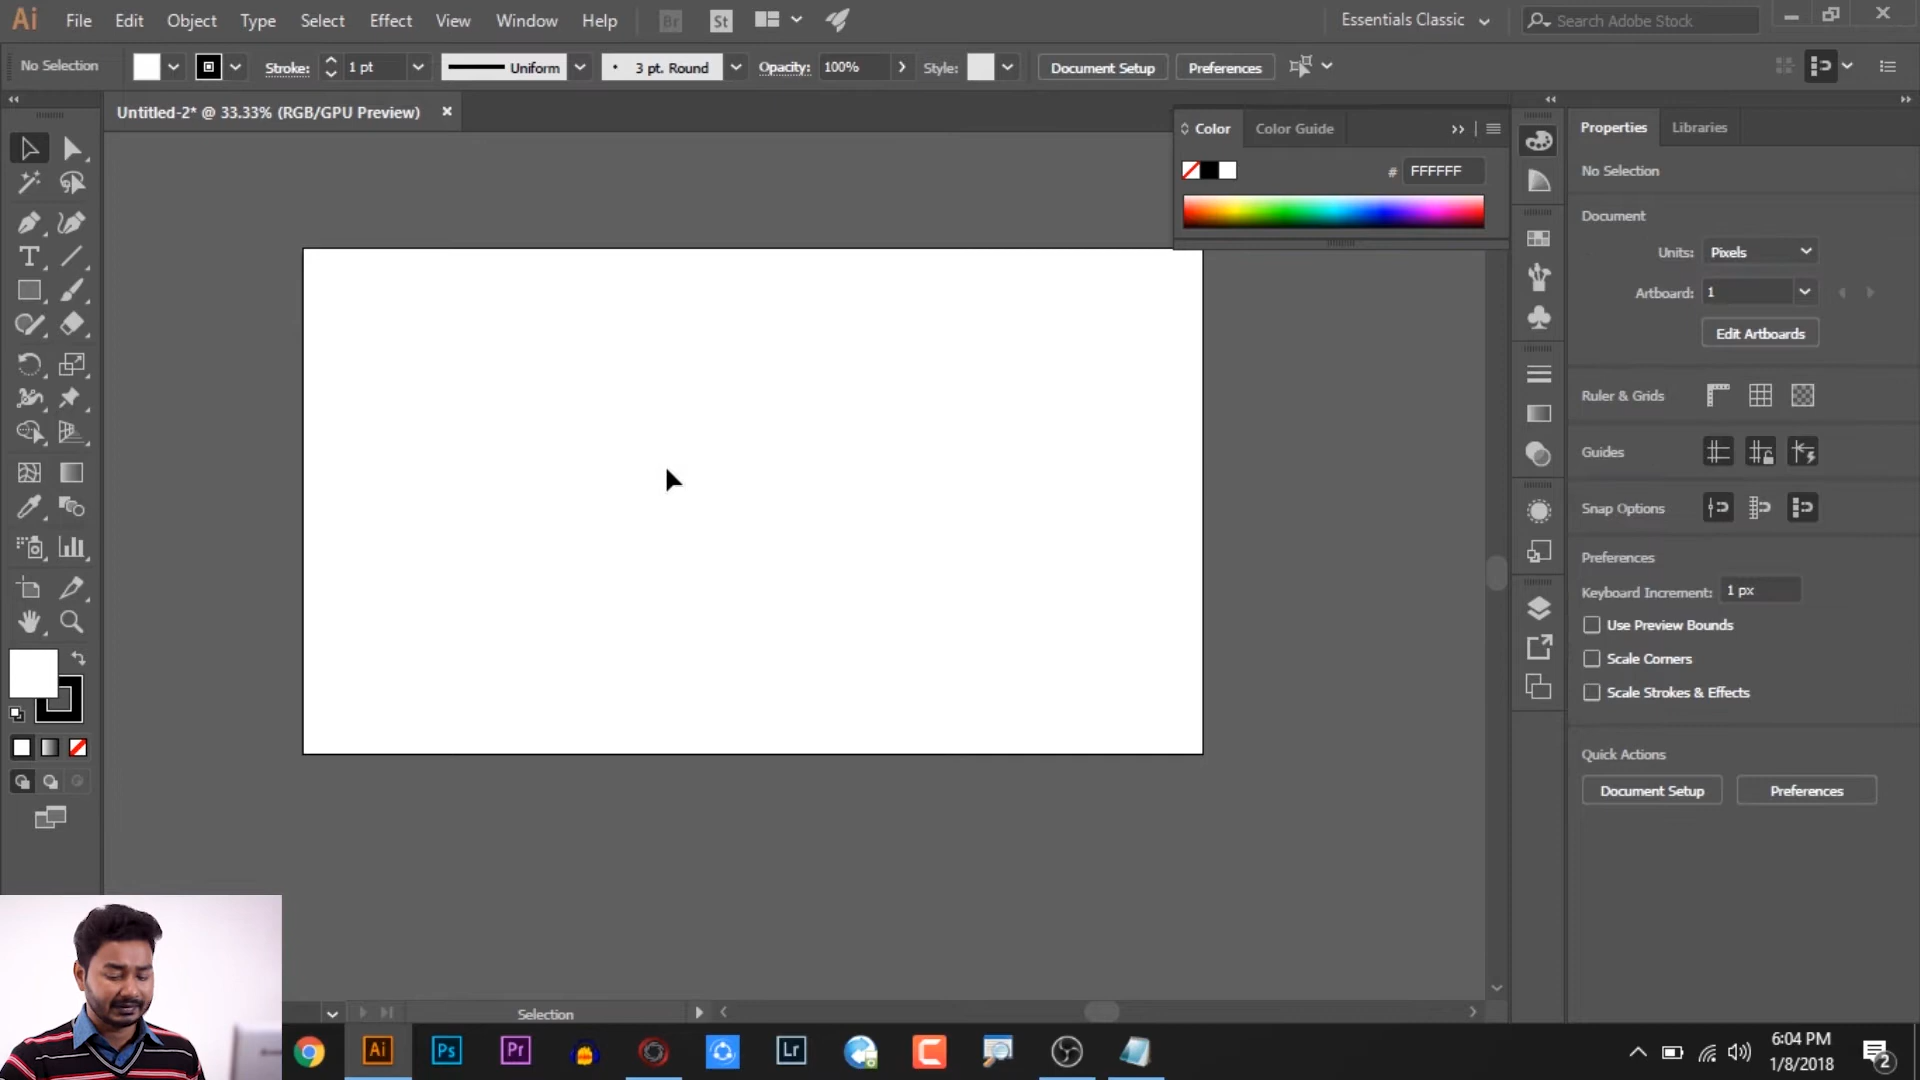 Ai File Edit Object Type Select Effect View Window Help Br St Essentials Classic Search Adobe Stock
No Selection Stroke: 1 pt Uniform 3 pt. Round Opacity: 100% Style: Document Setup Preferences
Untitled-2* @ 33.33% (RGB/GPU Preview)
Color Color Guide
# FFFFFF
Properties Libraries
No Selection
Document
Units: Pixels
Artboard: 1
Edit Artboards
Ruler & Grids
Guides
Snap Options
Preferences
Keyboard Increment: 1 px
Use Preview Bounds
Scale Corners
Scale Strokes & Effects
Quick Actions
Document Setup Preferences
T
Selection
Ai Ps Pr Lr
6:04 PM
1/8/2018
2